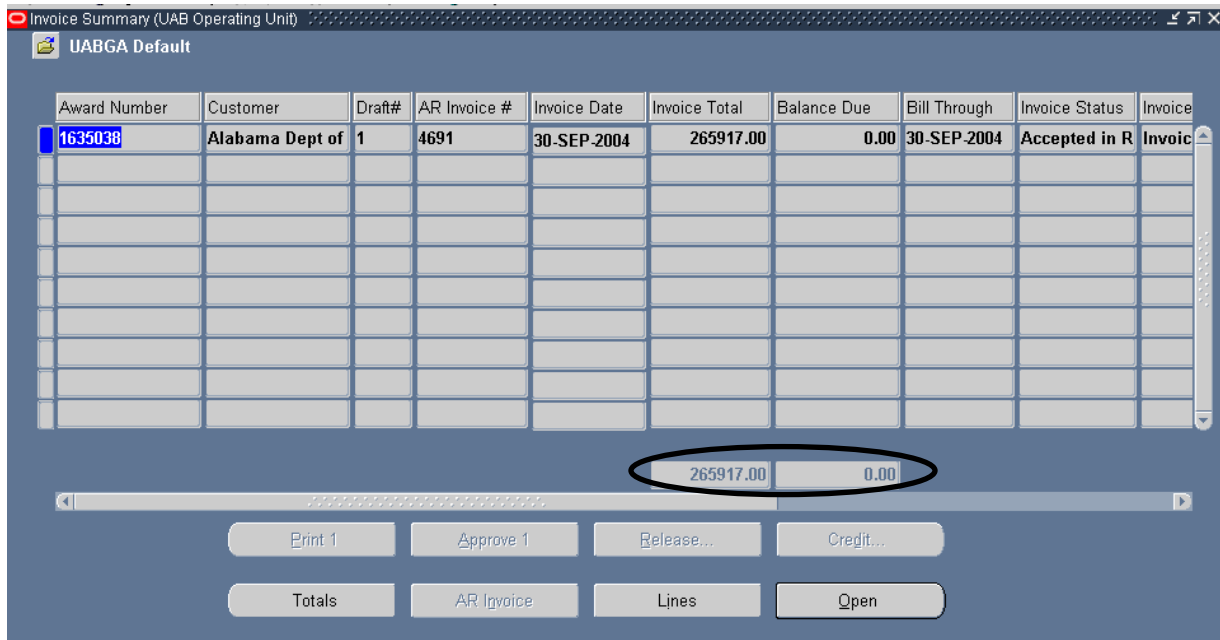 Invoice Summary (UAB Operating Unit)
UABGA Default
Award Number Customer Draft# AR Invoice # Invoice Date Invoice Total Balance Due Bill Through Invoice Status Invoice
1635038 Alabama Dept of 1 4691 30-SEP-2004 265917.00 0.00 30-SEP-2004 Accepted in R Invoic
265917.00 0.00
Print 1 Approve 1 Release... Credit...
Totals AR Invoice Lines Open